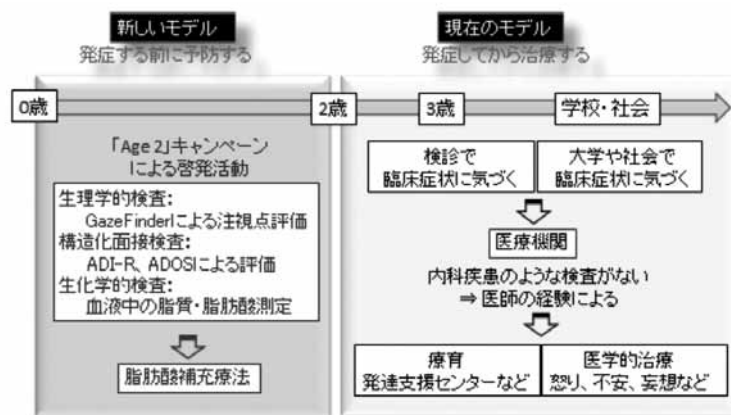 新しいモデル
発症する前に予防する
現在のモデル
発症してから治療する
0歳
2歳
3歳
学校・社会
「Age 2」キャンペーン
による啓発活動
生理学的検査:
GazeFinderによる注視点評価
構造化面接検査:
ADI-R、ADOSによる評価
生化学的検査:
血液中の脂質・脂肪酸測定
脂肪酸補充療法
検診で
臨床症状に気づく
大学や社会で
臨床症状に気づく
医療機関
内科疾患のような検査がない
⇒ 医師の経験による
療育
発達支援センターなど
医学的治療
怒り、不安、妄想など